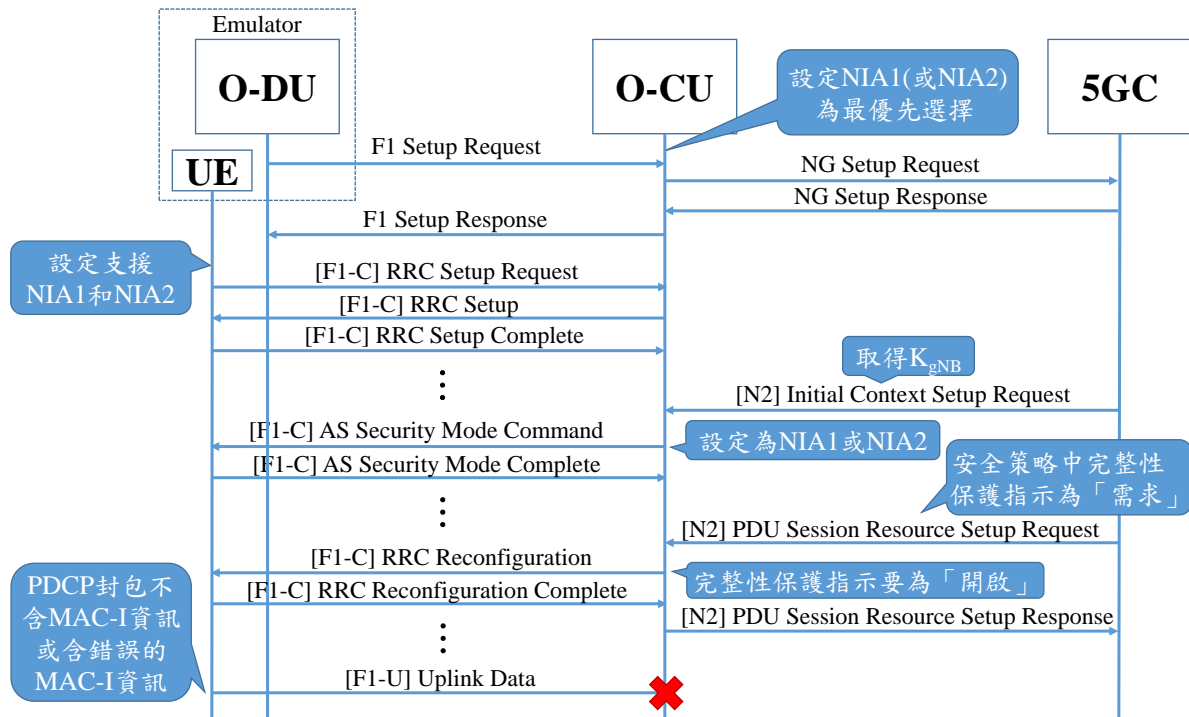 Emulator
O-DU
O-CU
5GC
設定NIA1(或NIA2)
為最優先選擇
F1 Setup Request
UE
NG Setup Request
NG Setup Response
F1 Setup Response
設定支援
NIA1和NIA2
[F1-C] RRC Setup Request
[F1-C] RRC Setup
[F1-C] RRC Setup Complete
取得KgNB
[N2] Initial Context Setup Request
[F1-C] AS Security Mode Command
設定為NIA1或NIA2
[F1-C] AS Security Mode Complete
安全策略中完整性
保護指示為「需求」
[N2] PDU Session Resource Setup Request
[F1-C] RRC Reconfiguration
完整性保護指示要為「開啟」
[F1-C] RRC Reconfiguration Complete
[N2] PDU Session Resource Setup Response
PDCP封包不
含MAC-I資訊
或含錯誤的
MAC-I資訊
[F1-U] Uplink Data